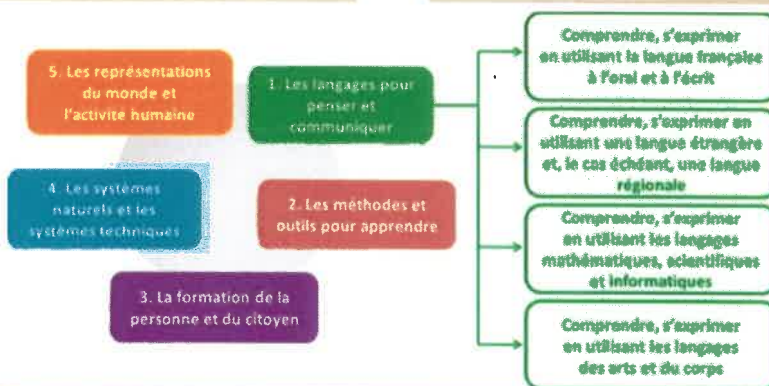 5. Les représentations
du monde et
l'activité humaine
1. Les langages pour
penser et
communiquer
4. Les systèmes
naturels et les
systèmes techniques
2. Les méthodes et
outils pour apprendre
3. La formation de la
personne et du citoyen
Comprendre, s'exprimer
en utilisant la langue française
à l'oral et à l'écrit
Comprendre, s'exprimer en
utilisant une langue étrangère
et, le cas échéant, une langue
régionale
Comprendre, s'exprimer
en utilisant les langages
mathématiques, scientifiques
et informatiques
Comprendre, s'exprimer
en utilisant les langages
des arts et du corps